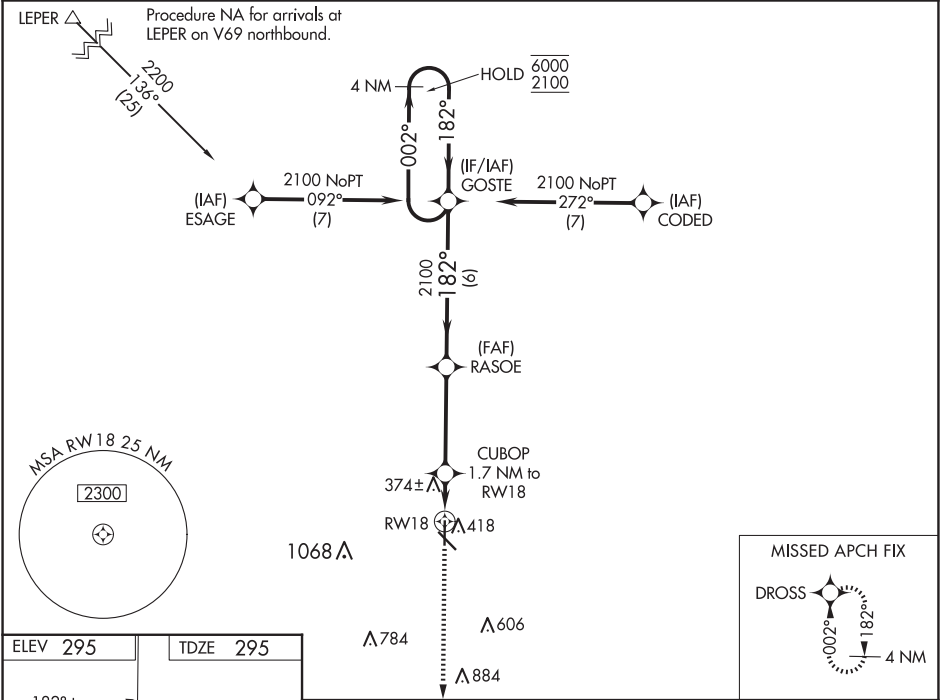 LEPER
Procedure NA for arrivals at
LEPER on V69 northbound.
2200
136°
(25)
4 NM
HOLD
6000
2100
002°
182°
(IF/IAF)
GOSTE
(IAF)
ESAGE
2100 NoPT
092°
(7)
2100 NoPT
272°
(7)
(IAF)
CODED
2100
182°
(6)
(FAF)
RASOE
CUBOP
1.7 NM to
RW18
374±
RW18
418
MSA RW18 25 NM
2300
1068
784
606
884
MISSED APCH FIX
DROSS
002°
182°
4 NM
ELEV 295
TDZE 295